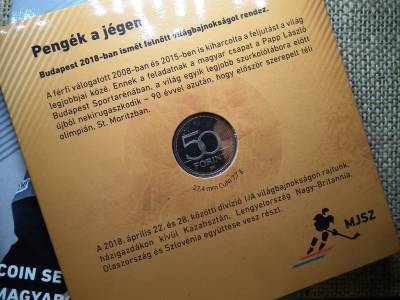 Pengék a jégen
Budapest 2018-ban ismét felnőtt világbajnokságot rendez.
A férfi válogatott 2008-ban és 2015-ben is kiharcolta a feljutást a világ
legjobbjai közé. Ennek a feladatnak a magyar csapat a Papp László
Budapest Sportarénában, a világ egyik legjobb szurkolótábora előtt
újból nekirugaszkodik – 90 évvel azután, hogy először szerepelt téli
olimpián, St. Moritzban.
50
FORINT
27,4 mm CuNi 7,7 g
A 2018. április 22. és 28. közötti divízió I/A világbajnokságon rajtunk,
házigazdákon kívül Kazahsztán, Lengyelország Nagy-Britannia,
Olaszország és Szlovénia együttese vesz részt.
MJSZ
COIN SE
MAGYAR